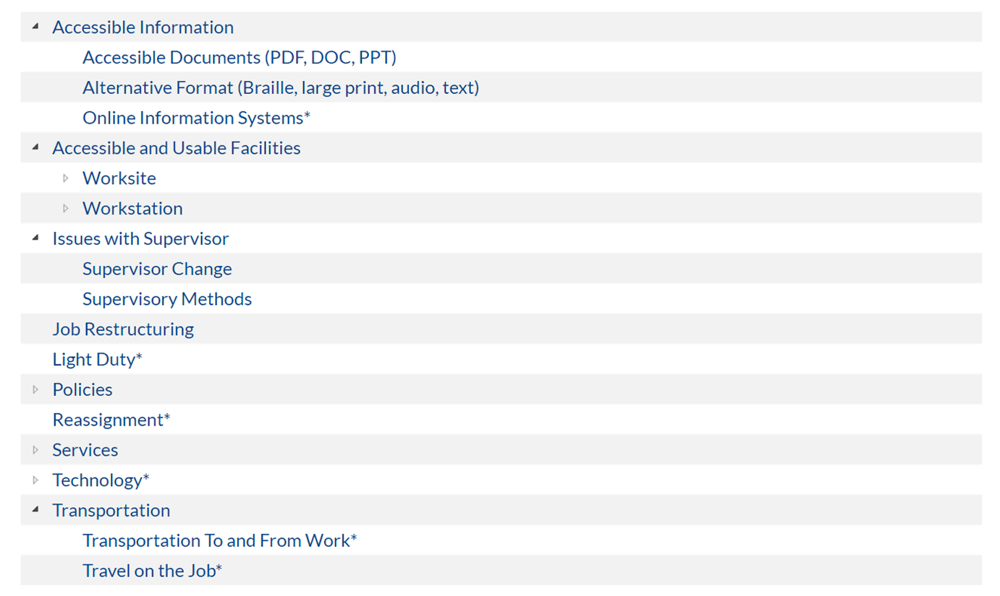 Accessible Information
Accessible Documents (PDF, DOC, PPT)
Alternative Format (Braille, large print, audio, text)
Online Information Systems*
Accessible and Usable Facilities
Worksite
Workstation
Issues with Supervisor
Supervisor Change
Supervisory Methods
Job Restructuring
Light Duty*
Policies
Reassignment*
Services
Technology*
Transportation
Transportation To and From Work*
Travel on the Job*